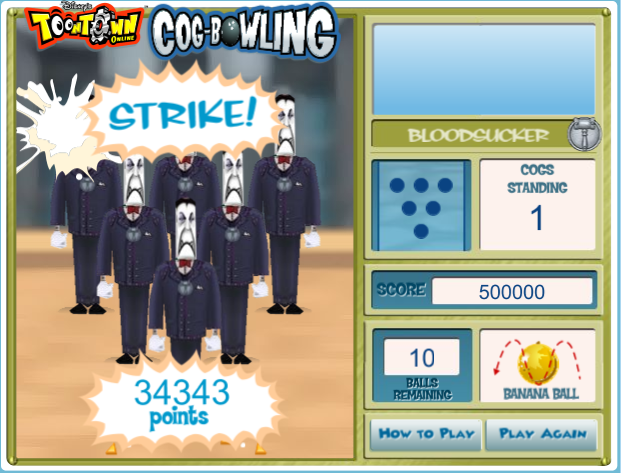 Disney's
TOONTOWN
ONLINE
COG-BOWLING
STRIKE!
34343
points
BLOODSUCKER
COGS
STANDING
1
SCORE 500000
10
BALLS
REMAINING
BANANA BALL
HOW TO PLAY
PLAY AGAIN